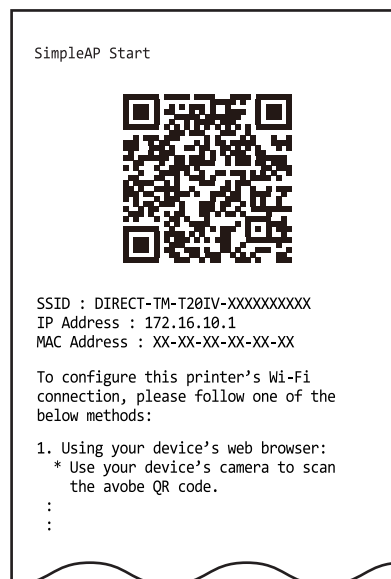 SimpleAP Start
SSID : DIRECT-TM-T20IV-XXXXXXXXXX
IP Address : 172.16.10.1
MAC Address : XX-XX-XX-XX-XX-XX
To configure this printer’s Wi-Fi
connection, please follow one of the
below methods:
1. Using your device’s web browser:
* Use your device’s camera to scan
the avobe QR code.
:
: